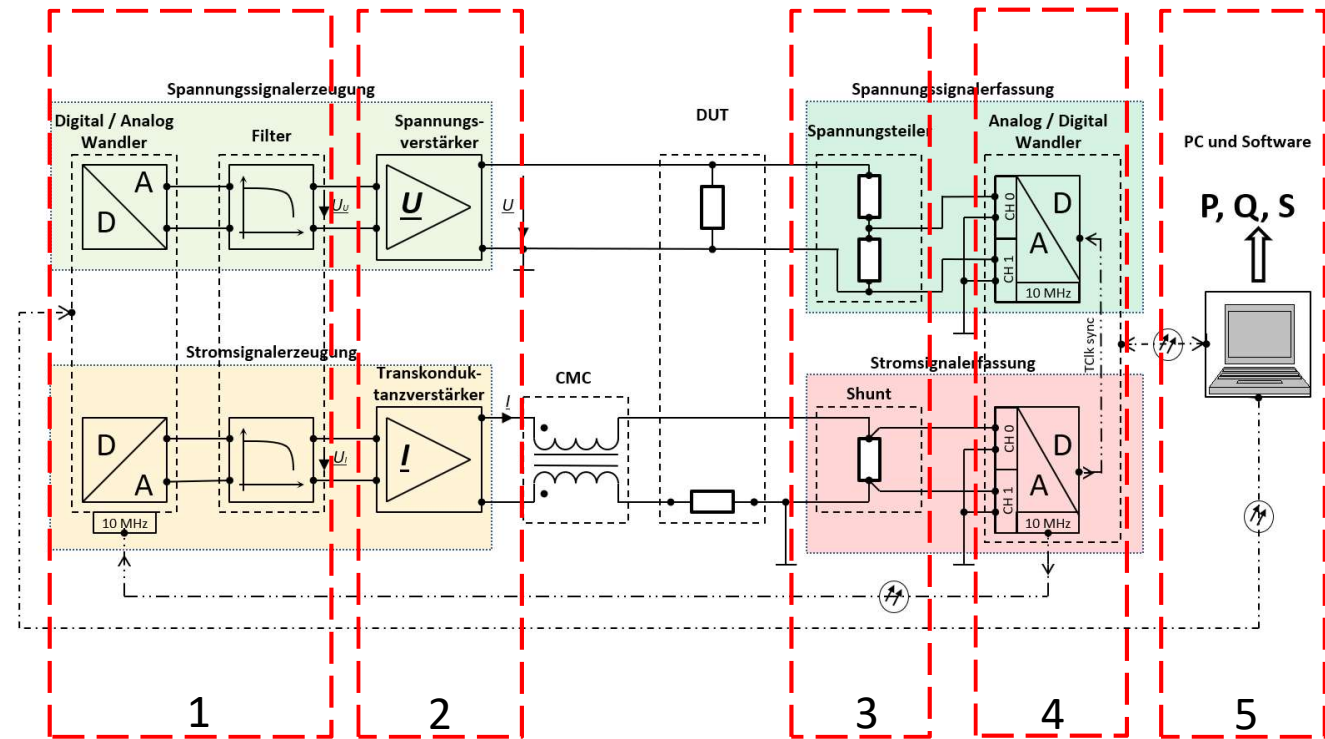 Spannungssignalerzeugung
Digital / Analog
Wandler
Filter
Spannungs-
verstärker
A
D
U_U
U
U
DUT
Spannungssignalerfassung
Spannungsteiler
Analog / Digital
Wandler
CH 0
CH 1
D
A
10 MHz
PC und Software
P, Q, S
TClk sync
Stromsignalerzeugung
Transkonduk-
tanzverstärker
D
A
10 MHz
U_I
I
I
CMC
Stromsignalerfassung
Shunt
CH 0
CH 1
D
A
10 MHz
1
2
3
4
5